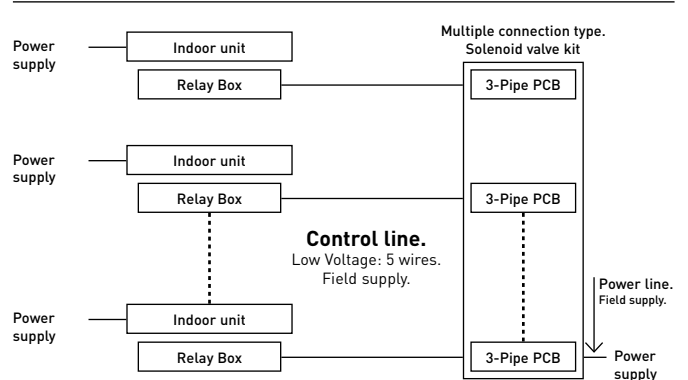 Multiple connection type.
Solenoid valve kit
Power
supply
Indoor unit
Relay Box
3-Pipe PCB
Power
supply
Indoor unit
Relay Box
3-Pipe PCB
Control line.
Low Voltage: 5 wires.
Field supply.
Power line.
Field supply.
Power
supply
Indoor unit
Relay Box
3-Pipe PCB
Power
supply